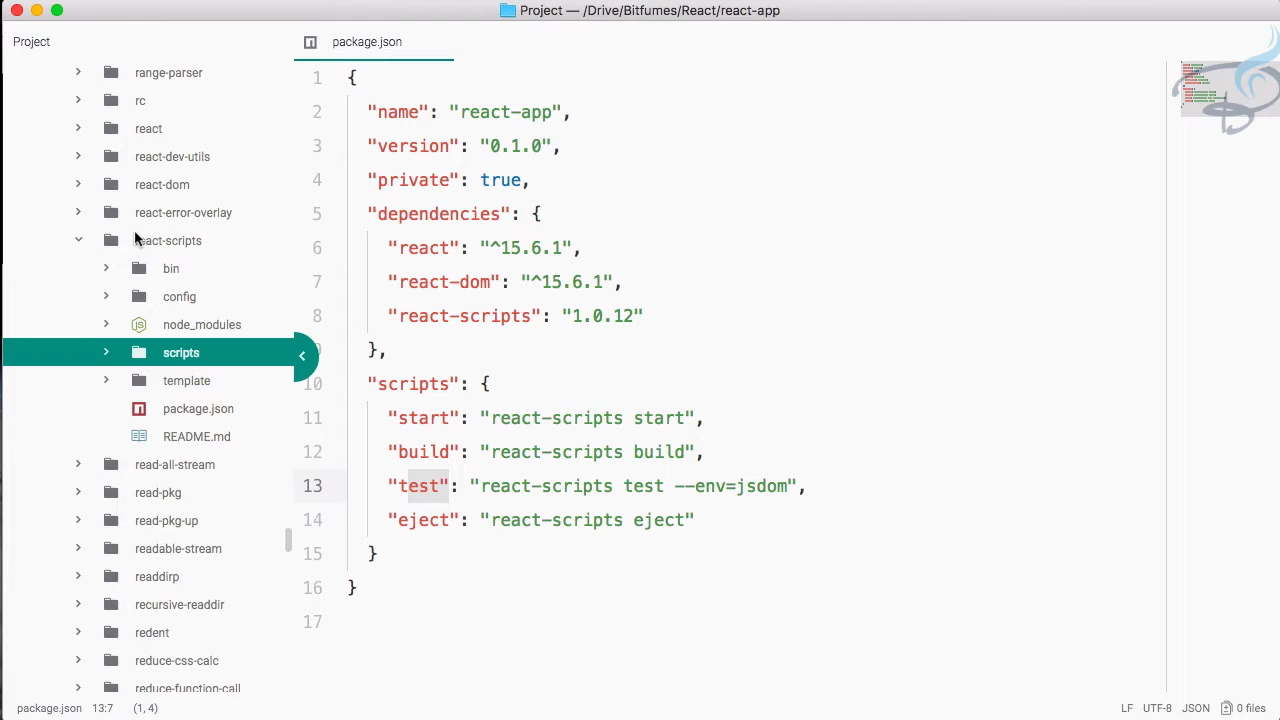 Project — /Drive/Bitfumes/React/react-app
Project
range-parser
rc
react
react-dev-utils
react-dom
react-error-overlay
react-scripts
bin
config
node_modules
scripts
template
package.json
README.md
read-all-stream
read-pkg
read-pkg-up
readable-stream
readdirp
recursive-readdir
redent
reduce-css-calc
reduce-function-call
package.json
1 {
2 "name": "react-app",
3 "version": "0.1.0",
4 "private": true,
5 "dependencies": {
6 "react": "^15.6.1",
7 "react-dom": "^15.6.1",
8 "react-scripts": "1.0.12"
9 },
10 "scripts": {
11 "start": "react-scripts start",
12 "build": "react-scripts build",
13 "test": "react-scripts test --env=jsdom",
14 "eject": "react-scripts eject"
15 }
16 }
17
package.json 13:7 (1, 4) LF UTF-8 JSON 0 files